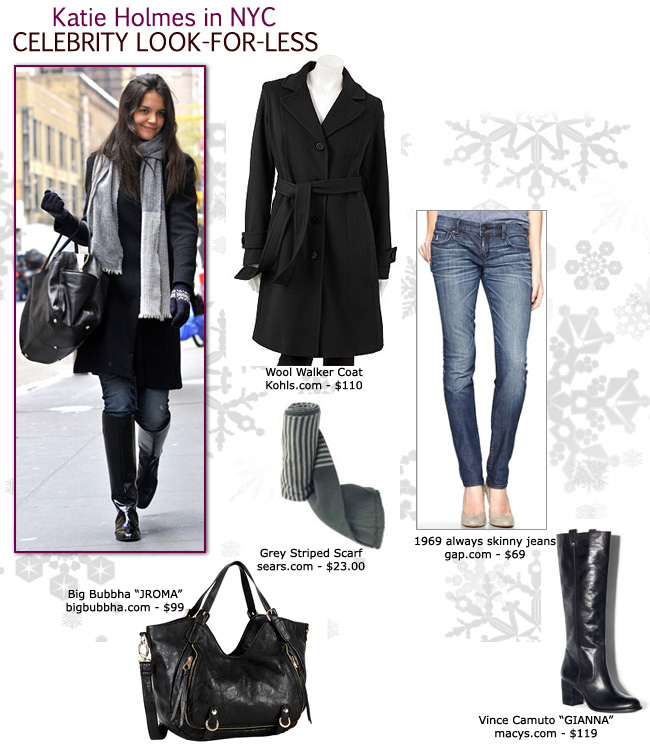 Katie Holmes in NYC
CELEBRITY LOOK-FOR-LESS
Wool Walker Coat
Kohls.com - $110
Grey Striped Scarf
sears.com - $23.00
1969 always skinny jeans
gap.com - $69
Big Bubbha “JROMA”
bigbubbha.com - $99
Vince Camuto “GIANNA”
macys.com - $119